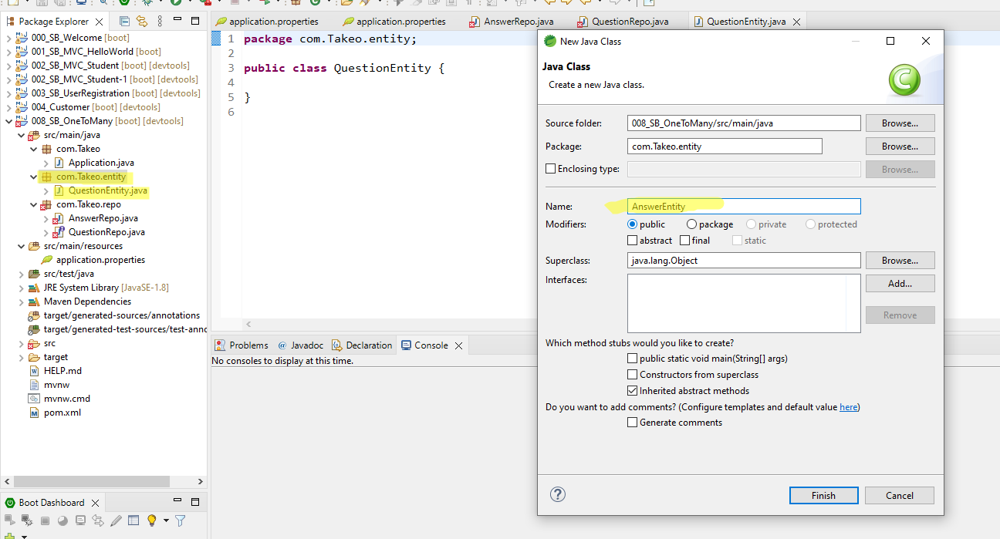 Package Explorer
000_SB_Welcome [boot]
001_SB_MVC_HelloWorld [boot]
002_SB_MVC_Student [boot] [devtools]
002_SB_MVC_Student-1 [boot] [devtools]
003_SB_UserRegistration [boot] [devtools]
004_Customer [boot] [devtools]
008_SB_OneToMany [boot] [devtools]
src/main/java
com.Takeo
Application.java
com.Takeo.entity
QuestionEntity.java
com.Takeo.repo
AnswerRepo.java
QuestionRepo.java
src/main/resources
application.properties
src/test/java
JRE System Library [JavaSE-1.8]
Maven Dependencies
target/generated-sources/annotations
target/generated-test-sources/test-anno
src
target
HELP.md
mvnw
mvnw.cmd
pom.xml
Boot Dashboard
application.properties
application.properties
AnswerRepo.java
QuestionRepo.java
QuestionEntity.java
1 package com.Takeo.entity;
2
3 public class QuestionEntity {
4
5 }
6
Problems
Javadoc
Declaration
Console
No consoles to display at this time.
New Java Class
Java Class
Create a new Java class.
Source folder: 008_SB_OneToMany/src/main/java Browse...
Package: com.Takeo.entity Browse...
Enclosing type: Browse...
Name: AnswerEntity
Modifiers: public package private protected
abstract final static
Superclass: java.lang.Object Browse...
Interfaces: Add...
Remove
Which method stubs would you like to create?
public static void main(String[] args)
Constructors from superclass
Inherited abstract methods
Do you want to add comments? (Configure templates and default value here)
Generate comments
Finish Cancel